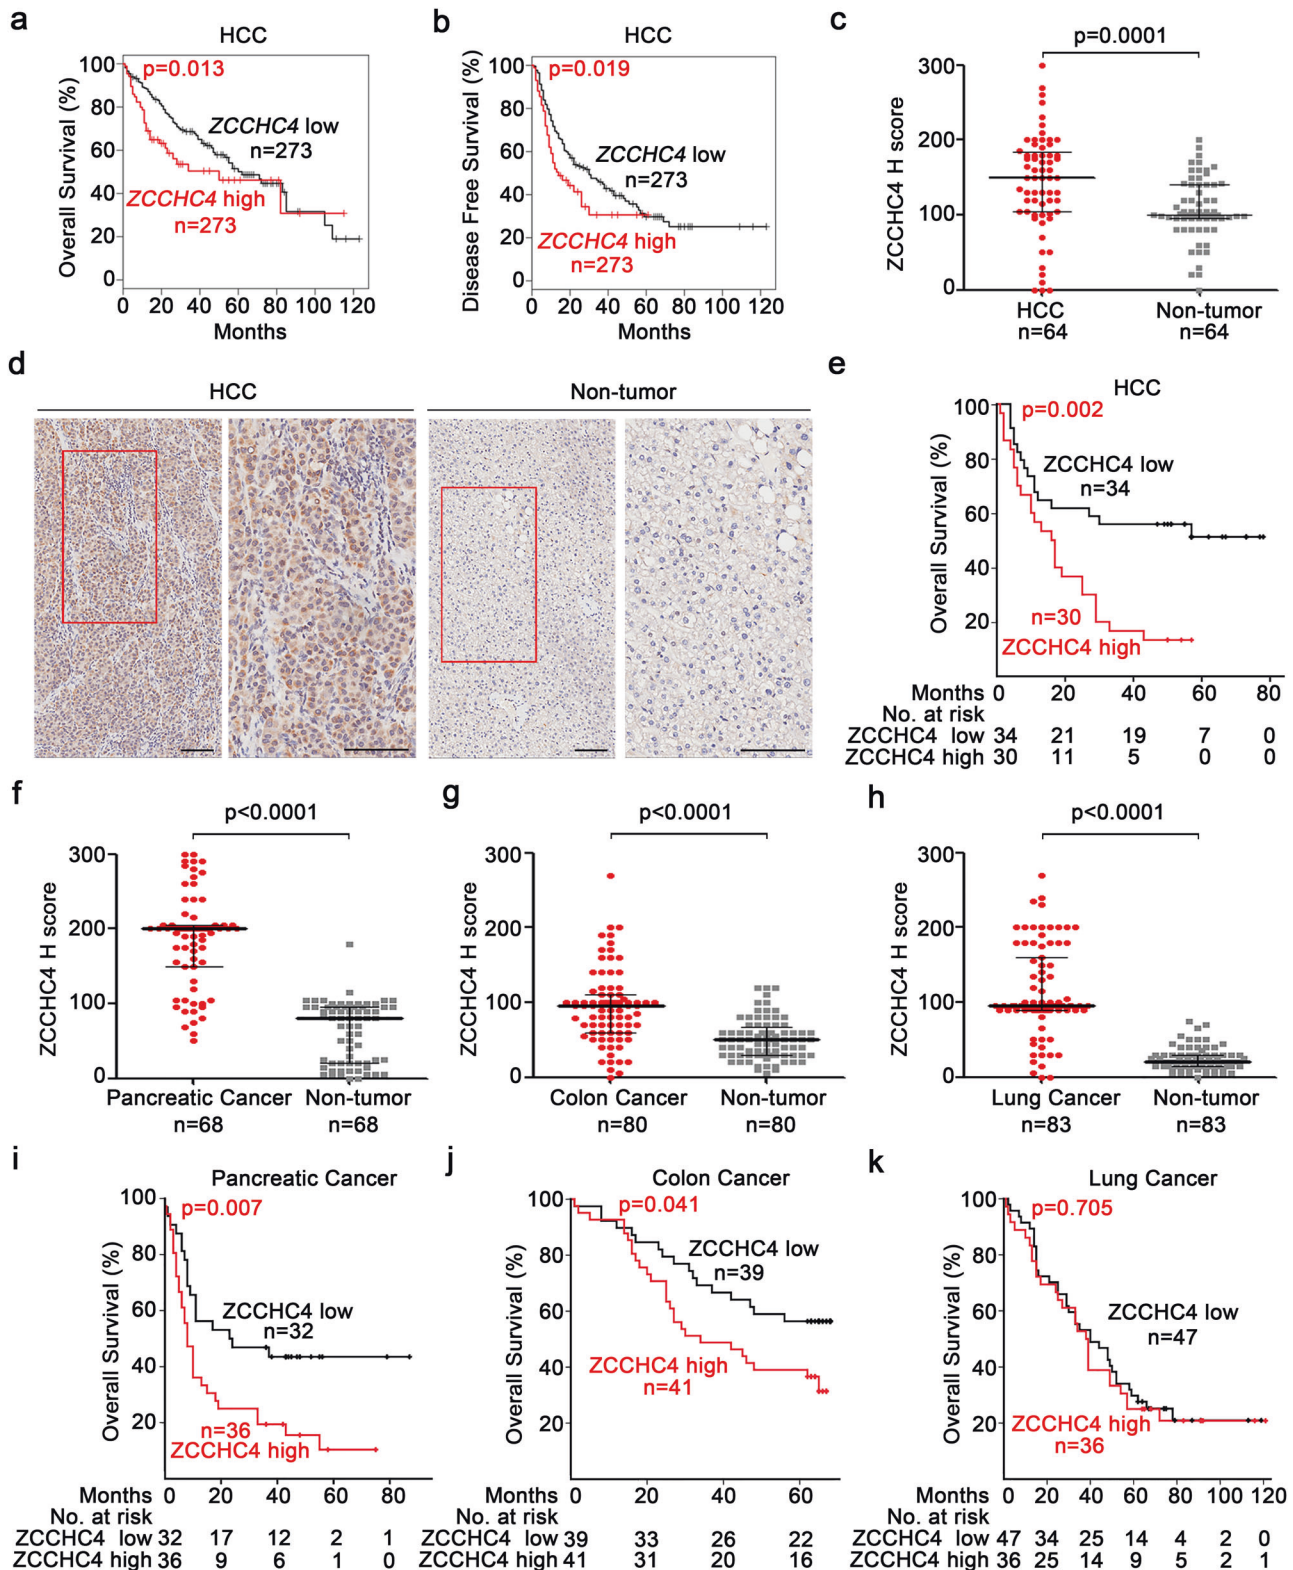 a
HCC
Overall Survival (%)
100
80
60
40
20
0
p=0.013
ZCCHC4 low
n=273
ZCCHC4 high
n=273
0 20 40 60 80 100 120
Months
b
HCC
Disease Free Survival (%)
100
80
60
40
20
0
p=0.019
ZCCHC4 low
n=273
ZCCHC4 high
n=273
0 20 40 60 80 100 120
Months
c
p=0.0001
ZCCHC4 H score
300
200
100
0
HCC Non-tumor
n=64 n=64
d
HCC Non-tumor
e
HCC
Overall Survival (%)
100
80
60
40
20
p=0.002
ZCCHC4 low
n=34
n=30
ZCCHC4 high
Months 0 20 40 60 80
No. at risk
ZCCHC4 low 34 21 19 7 0
ZCCHC4 high 30 11 5 0 0
f
p<0.0001
ZCCHC4 H score
300
200
100
0
Pancreatic Cancer Non-tumor
n=68 n=68
g
p<0.0001
ZCCHC4 H score
300
200
100
0
Colon Cancer Non-tumor
n=80 n=80
h
p<0.0001
ZCCHC4 H score
300
200
100
0
Lung Cancer Non-tumor
n=83 n=83
i
Pancreatic Cancer
Overall Survival (%)
100
80
60
40
20
p=0.007
ZCCHC4 low
n=32
n=36
ZCCHC4 high
Months 0 20 40 60 80
No. at risk
ZCCHC4 low 32 17 12 2 1
ZCCHC4 high 36 9 6 1 0
j
Colon Cancer
Overall Survival (%)
100
80
60
40
20
p=0.041
ZCCHC4 low
n=39
ZCCHC4 high
n=41
Months 0 20 40 60
No. at risk
ZCCHC4 low 39 33 26 22
ZCCHC4 high 41 31 20 16
k
Lung Cancer
Overall Survival (%)
100
80
60
40
20
p=0.705
ZCCHC4 low
n=47
ZCCHC4 high
n=36
Months 0 20 40 60 80 100 120
No. at risk
ZCCHC4 low 47 34 25 14 4 2 0
ZCCHC4 high 36 25 14 9 5 2 1